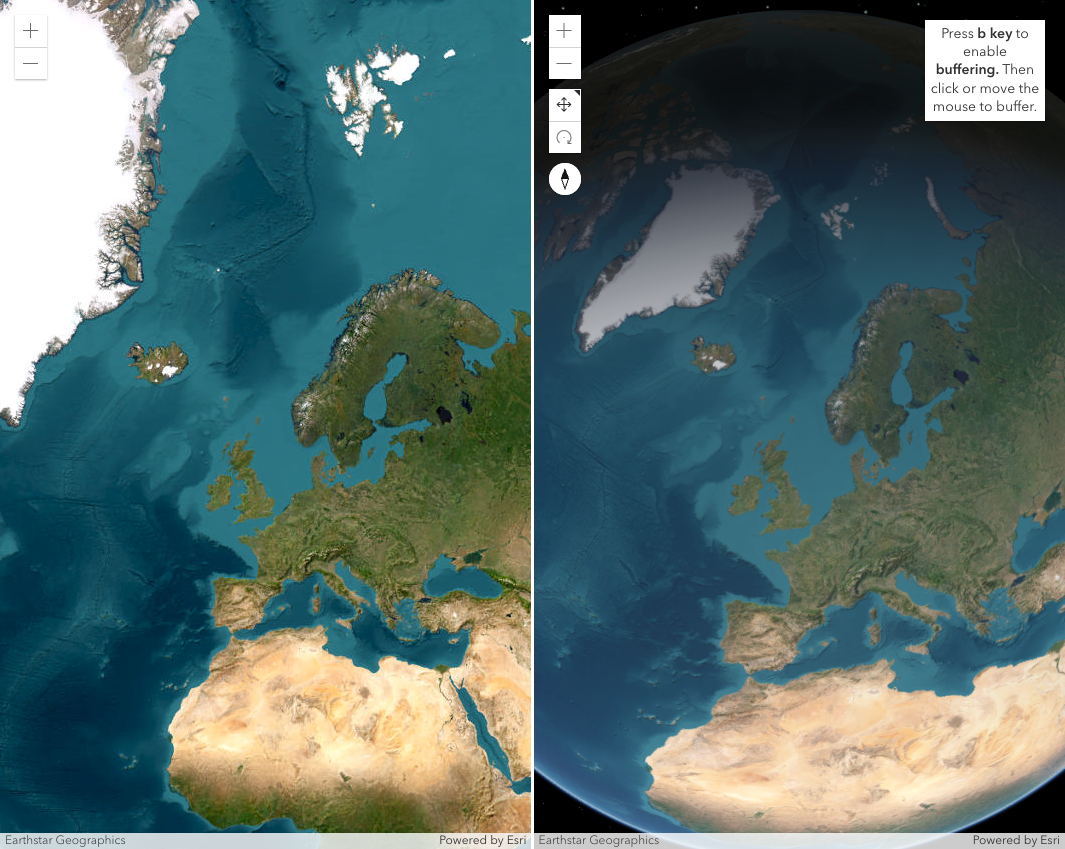 Press b key to
enable
buffering. Then
click or move the
mouse to buffer.
Earthstar Geographics
Powered by Esri
Earthstar Geographics
Powered by Esri